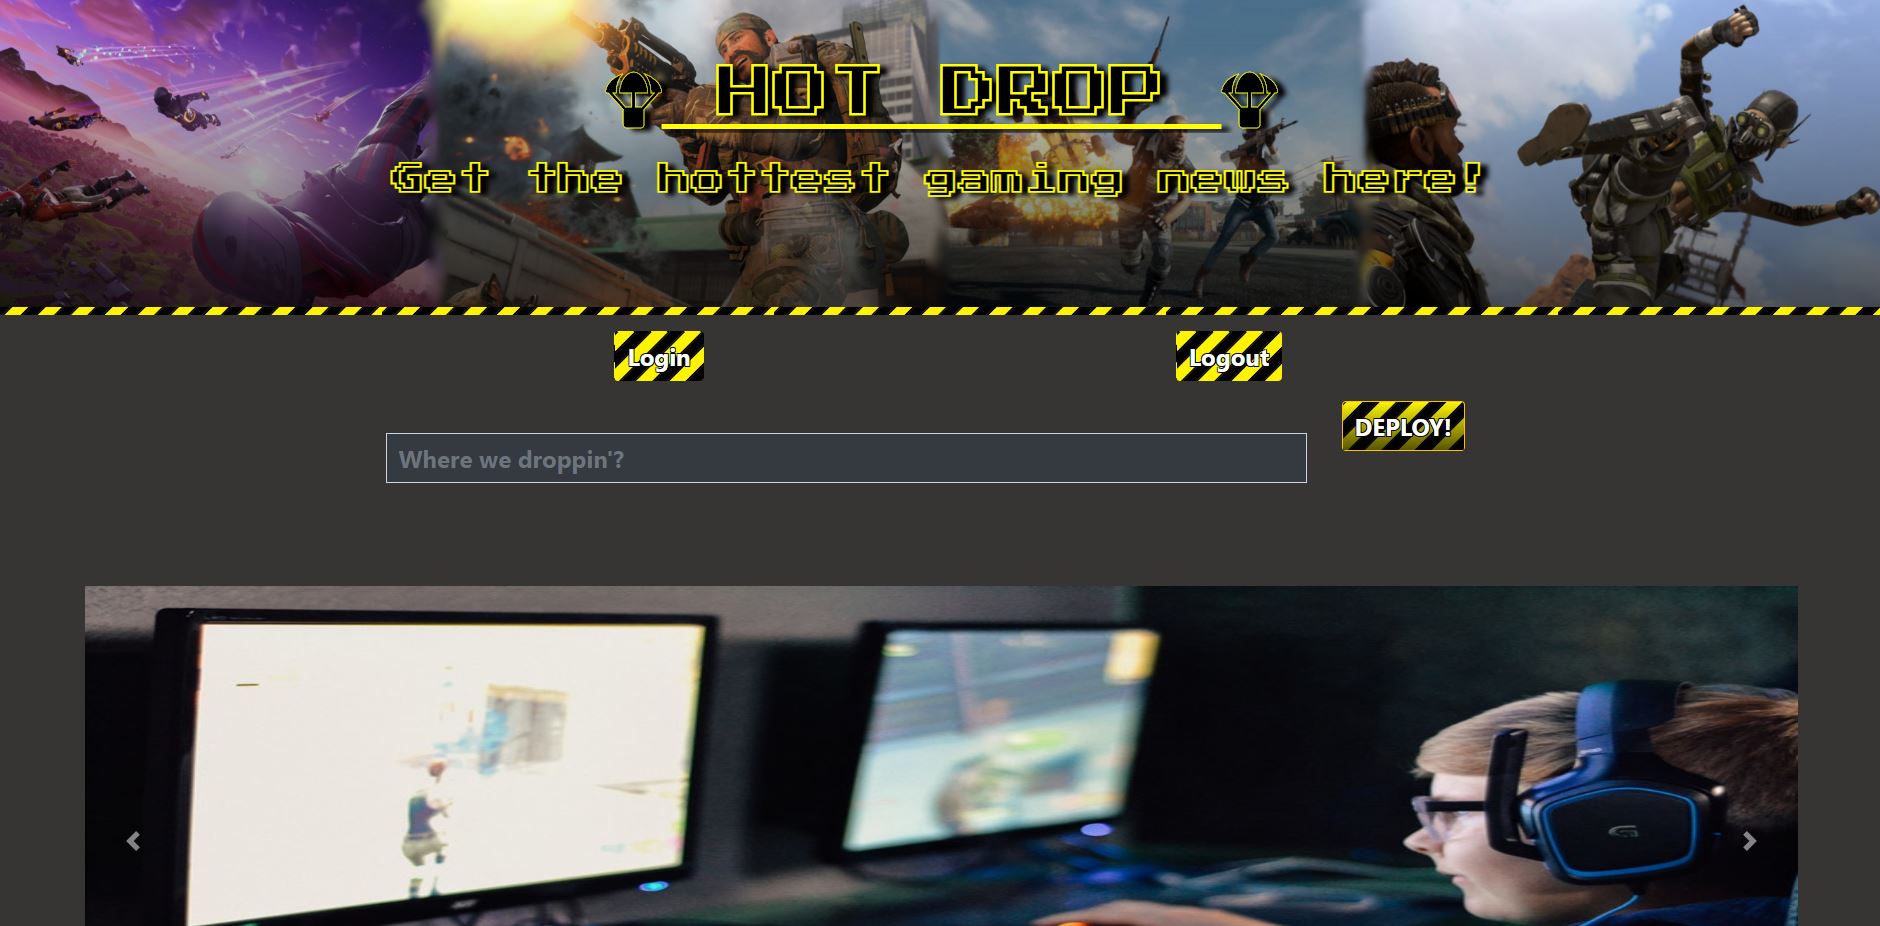 HOT DROP
Get the hottest gaming news here!
Login
Logout
DEPLOY!
Where we droppin'?